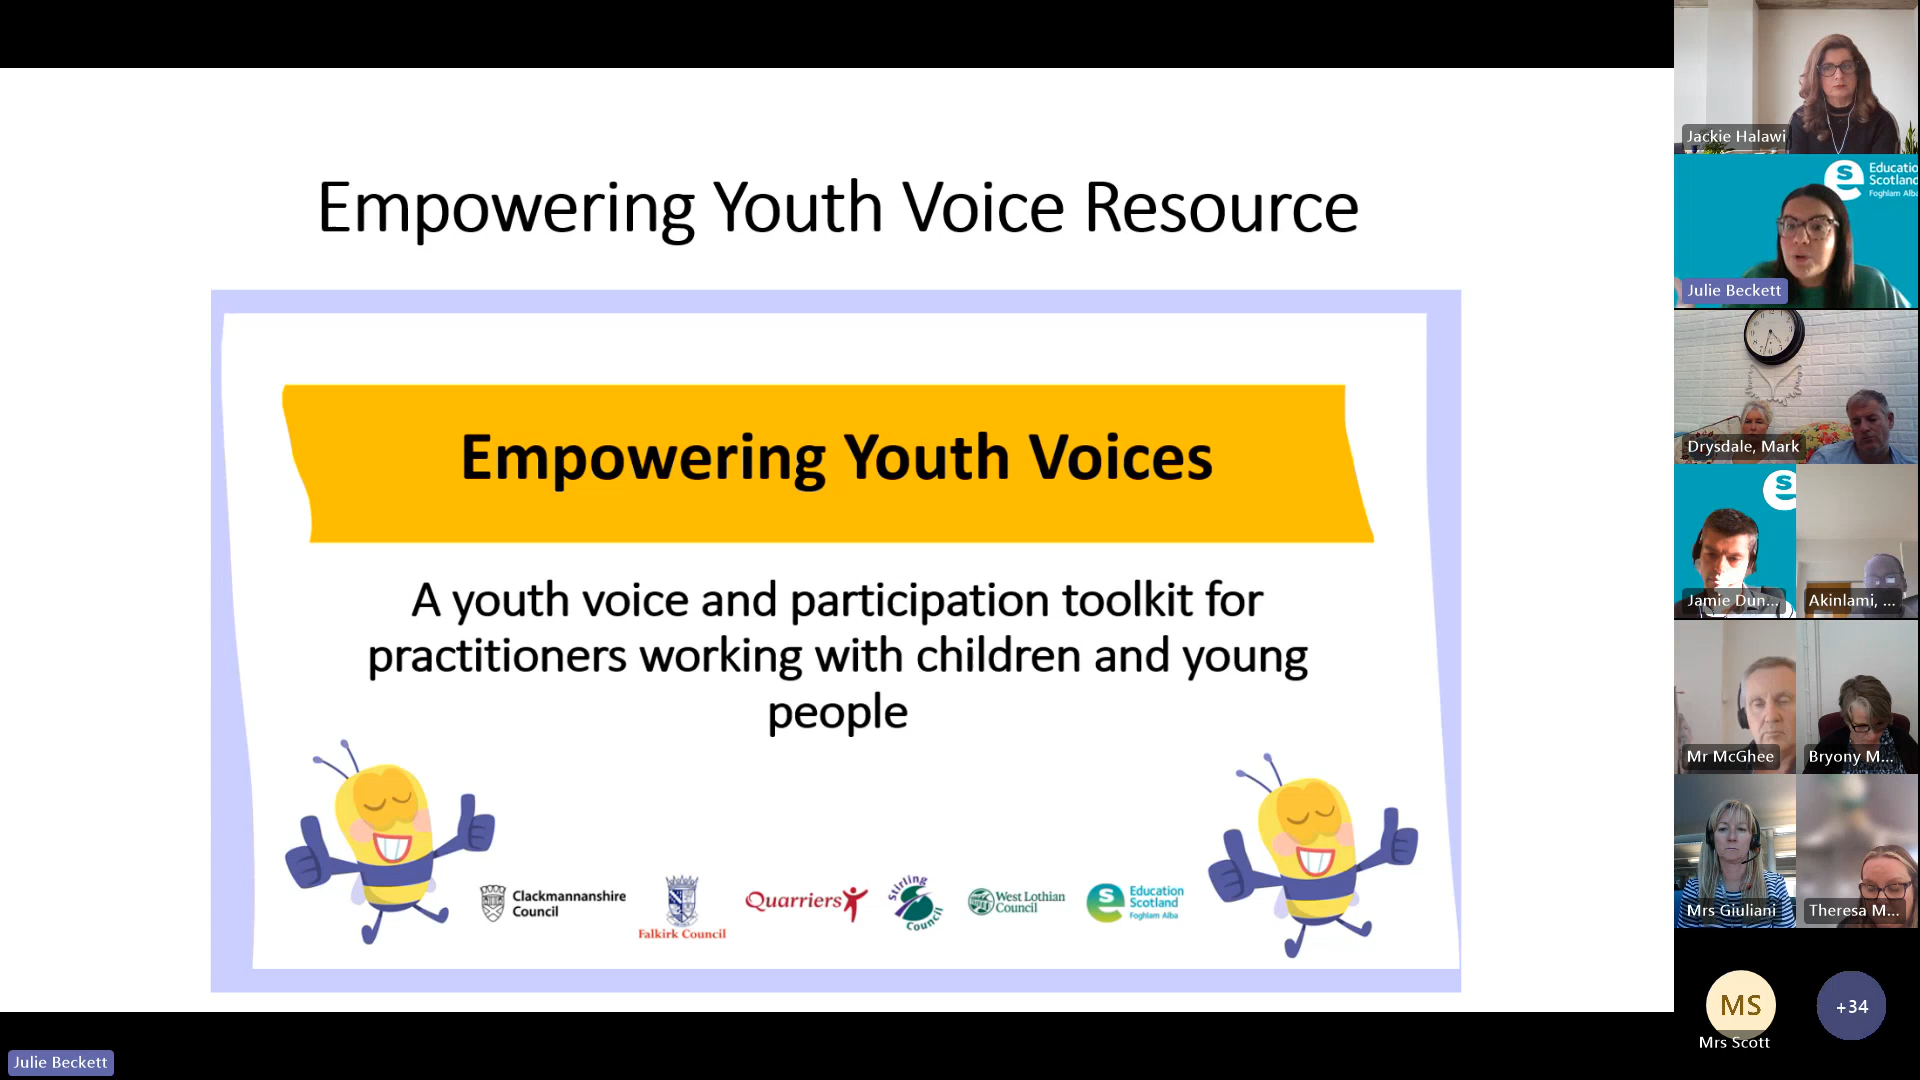 Empowering Youth Voice Resource
Empowering Youth Voices
A youth voice and participation toolkit for
practitioners working with children and young
people
Clackmannanshire
Council
Falkirk Council
Quarriers
Stirling
Council
West Lothian
Council
Education
Scotland
Foghlam Alba
Julie Beckett
Jackie Halawi
Educatio
Scotland
Foghlam Alba
Julie Beckett
Drysdale, Mark
Jamie Dun...
Akinlami, ...
Mr McGhee
Bryony M...
Mrs Giuliani
Theresa M...
MS
Mrs Scott
+34